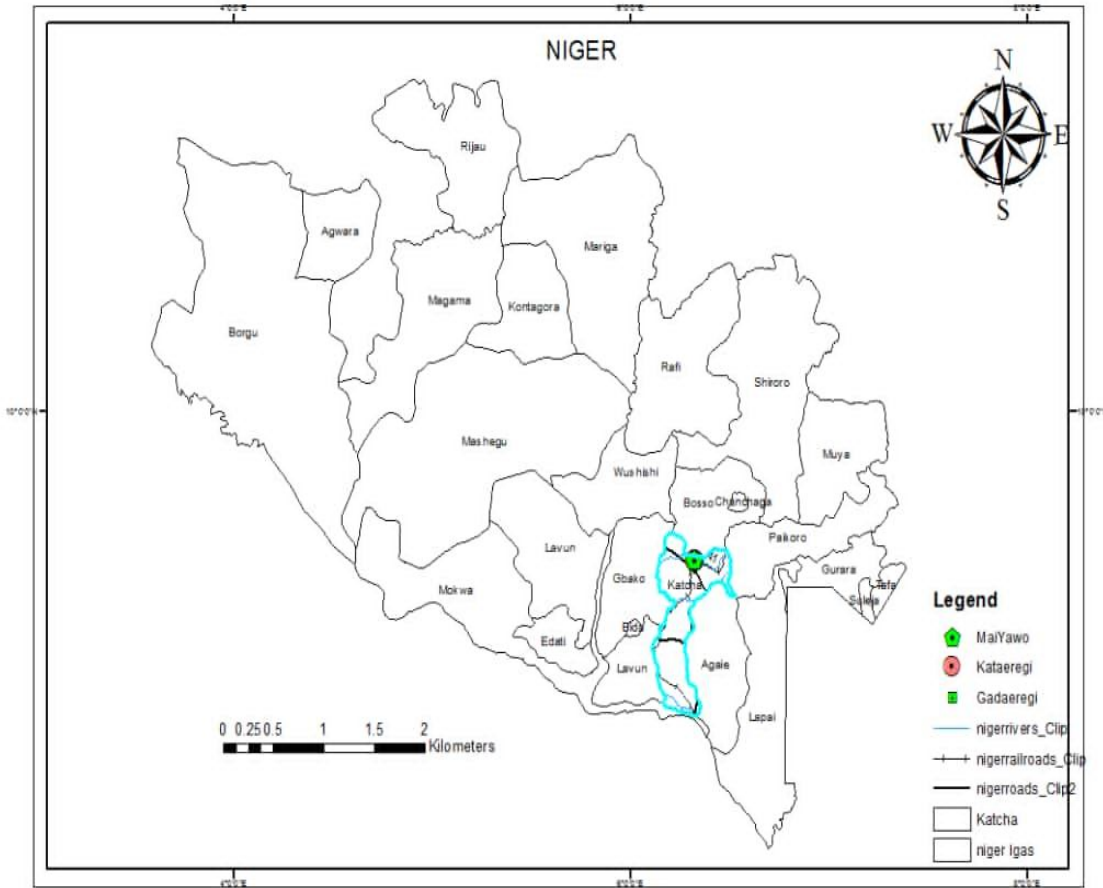 NIGER
N
W E
S
Rijau
Agwara
Mariga
Magama
Kontagora
Borgu
Rafi
Shiroro
Mashegu
Muya
Wushishi
Bosso Chanchaga
Paikoro
Lavun
Gbako
Katcha
Gurara
Mokwa
Tafa
Suleja
Bida
Edati
Lavun
Agaie
Lapai
0 0.25 0.5 1 1.5 2
Kilometers
Legend
MaiYawo
Kataeregi
Gadaeregi
nigerrivers_Clip
nigerrailroads_Clip
nigerroads_Clip2
Katcha
niger lgas